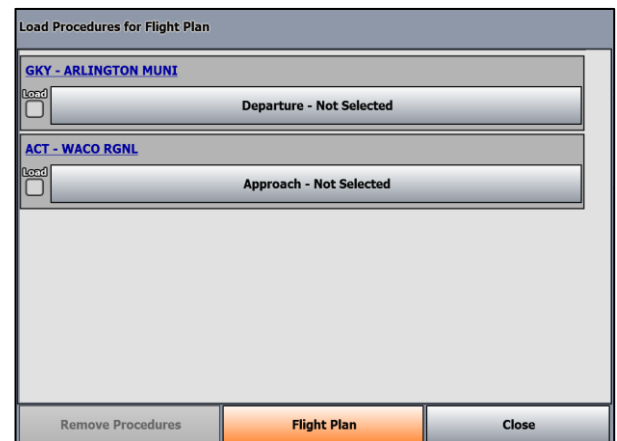 Load Procedures for Flight Plan
GKY - ARLINGTON MUNI
Load
Departure - Not Selected
ACT - WACO RGNL
Load
Approach - Not Selected
Remove Procedures
Flight Plan
Close